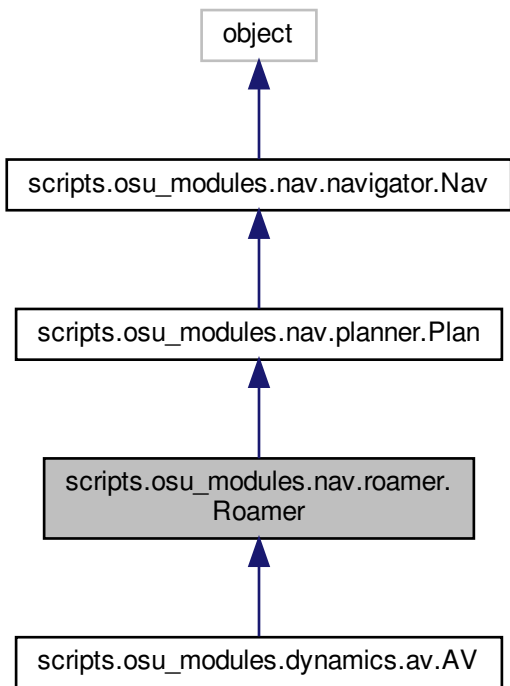 object
scripts.osu_modules.nav.navigator.Nav
scripts.osu_modules.nav.planner.Plan
scripts.osu_modules.nav.roamer.
Roamer
scripts.osu_modules.dynamics.av.AV